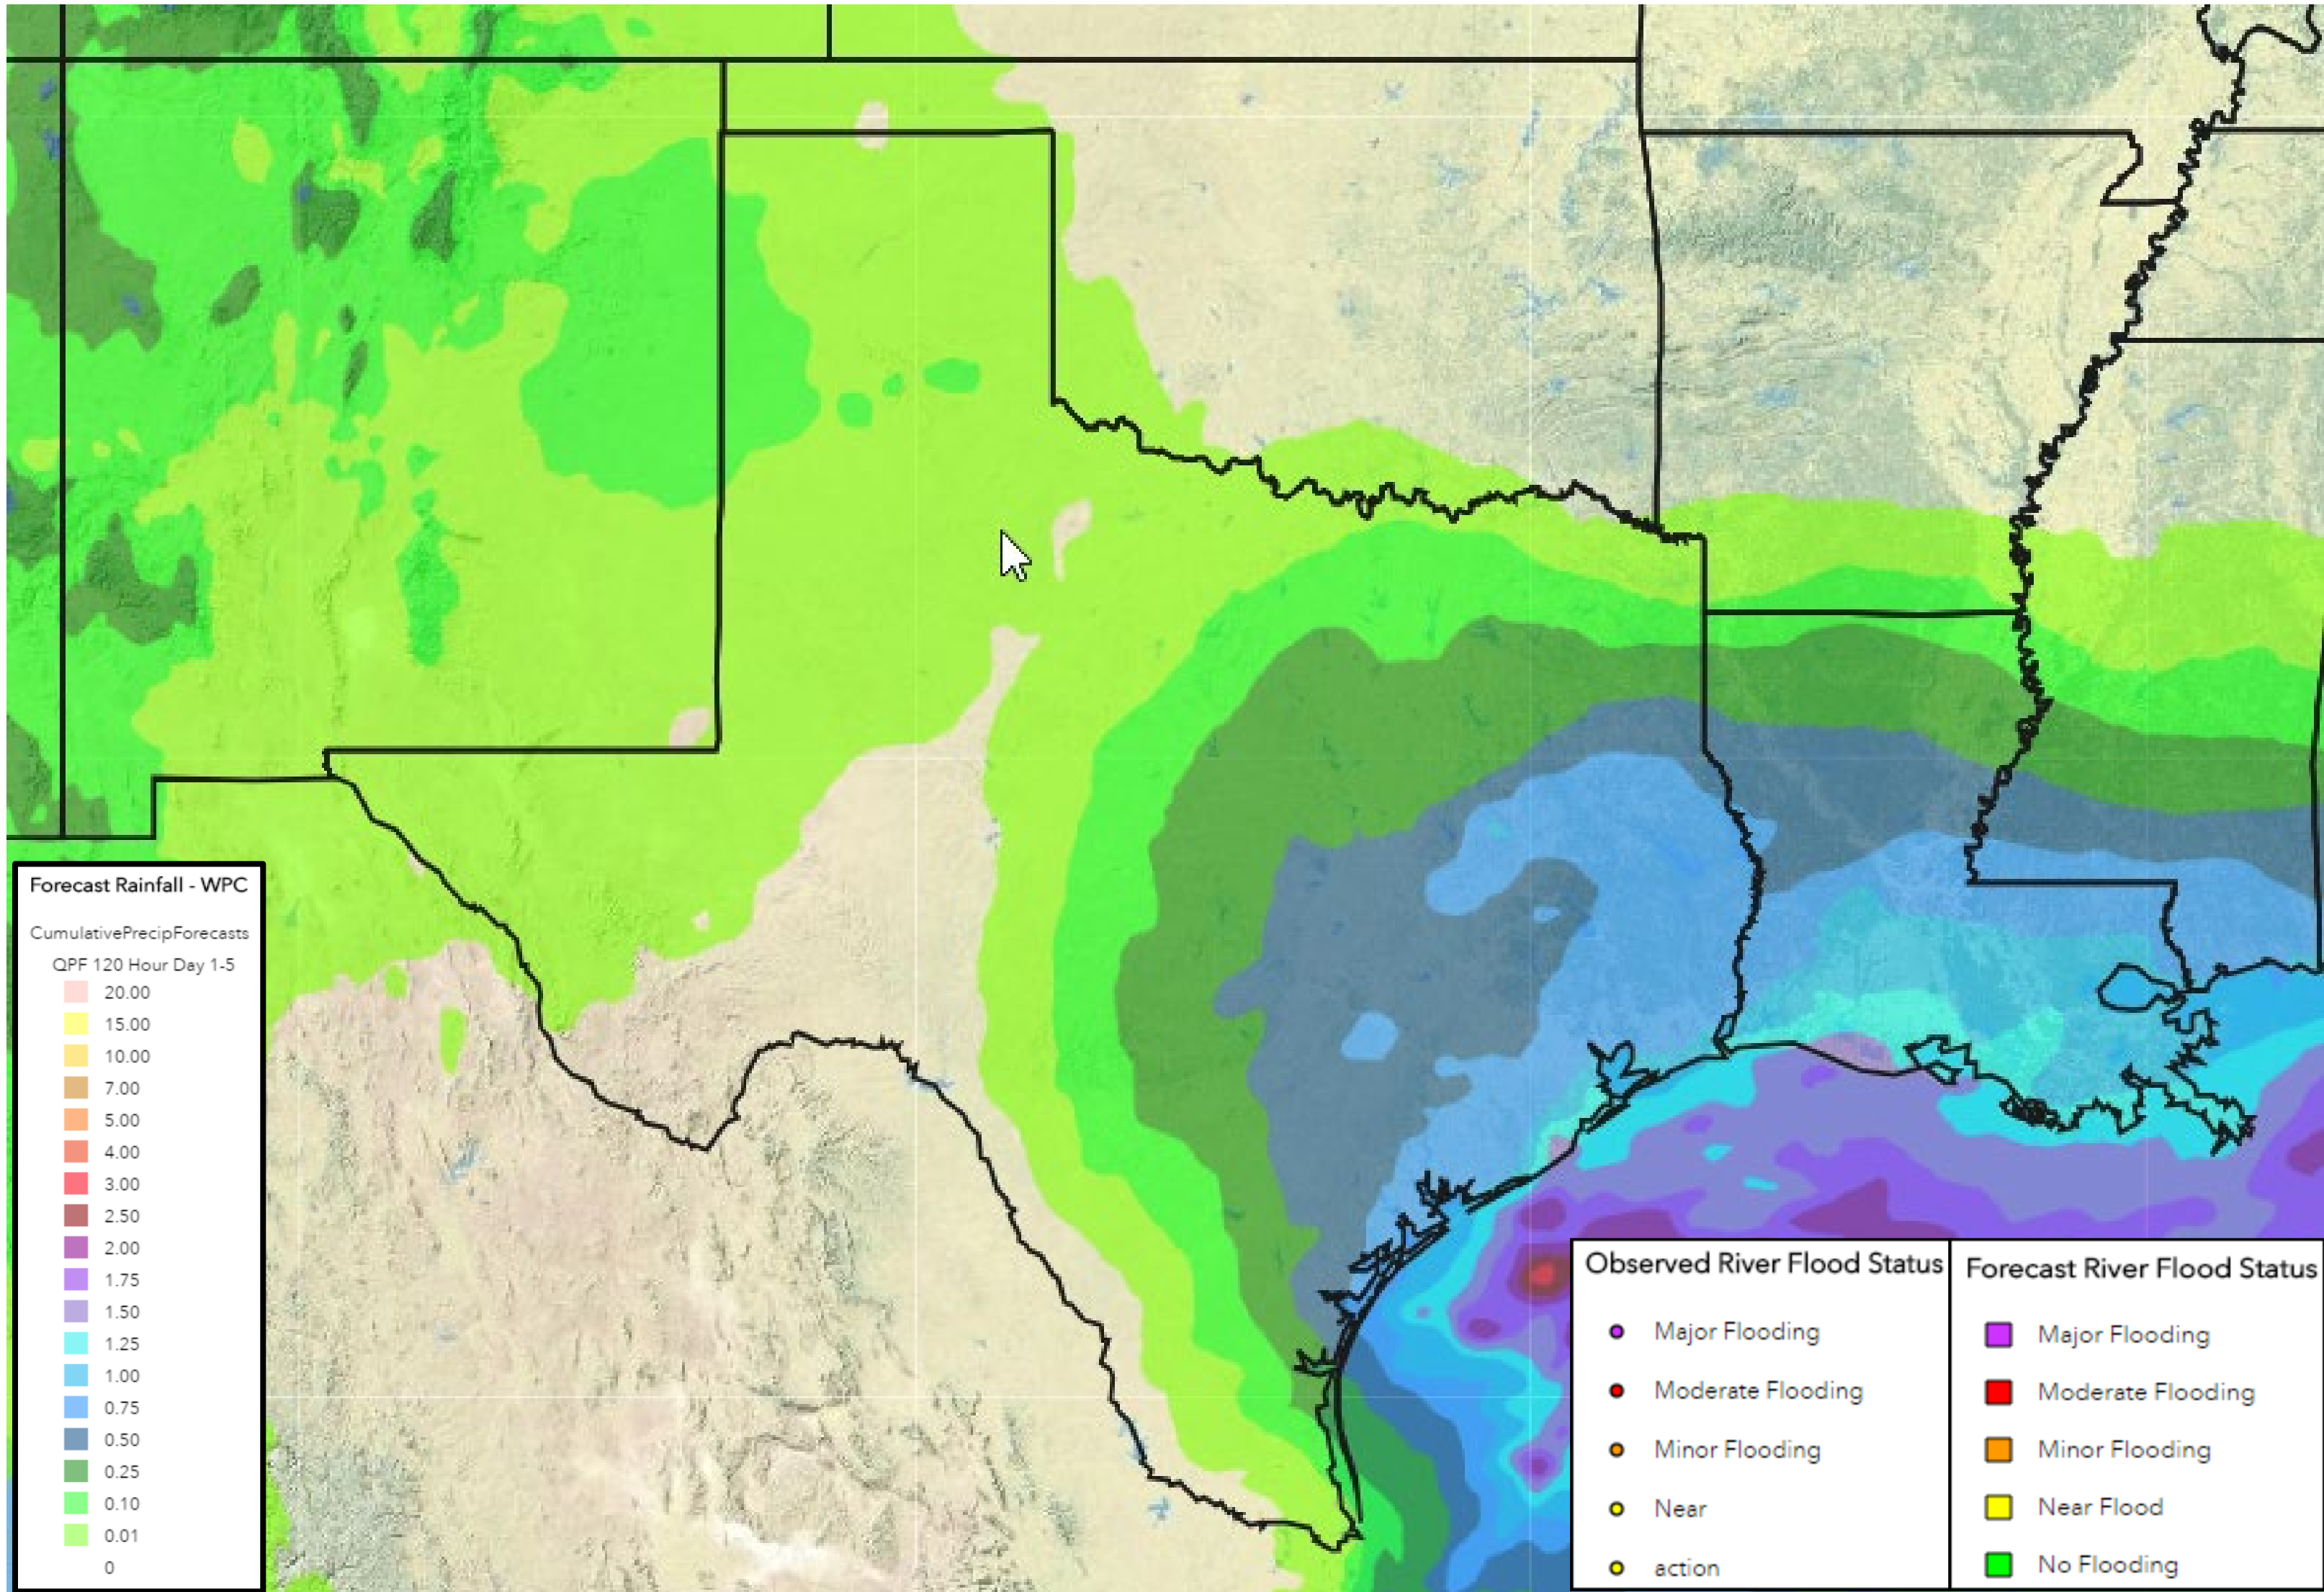 Forecast Rainfall - WPC
CumulativePrecipForecasts
QPF 120 Hour Day 1-5
20.00
15.00
10.00
7.00
5.00
4.00
3.00
2.50
2.00
1.75
1.50
1.25
1.00
0.75
0.50
0.25
0.10
0.01
0
Observed River Flood Status
Major Flooding
Moderate Flooding
Minor Flooding
Near
action
Forecast River Flood Status
Major Flooding
Moderate Flooding
Minor Flooding
Near Flood
No Flooding